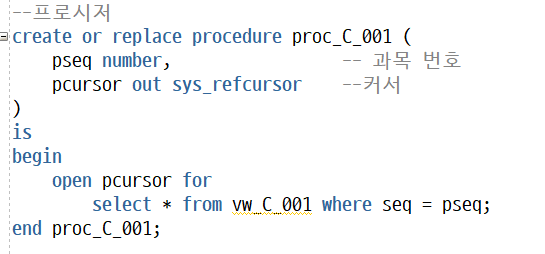 --프로시저
create or replace procedure proc_C_001 (
    pseq number,                 -- 과목 번호
    pcursor out sys_refcursor    --커서
)
is
begin
    open pcursor for
        select * from vw_C_001 where seq = pseq;
end proc_C_001;